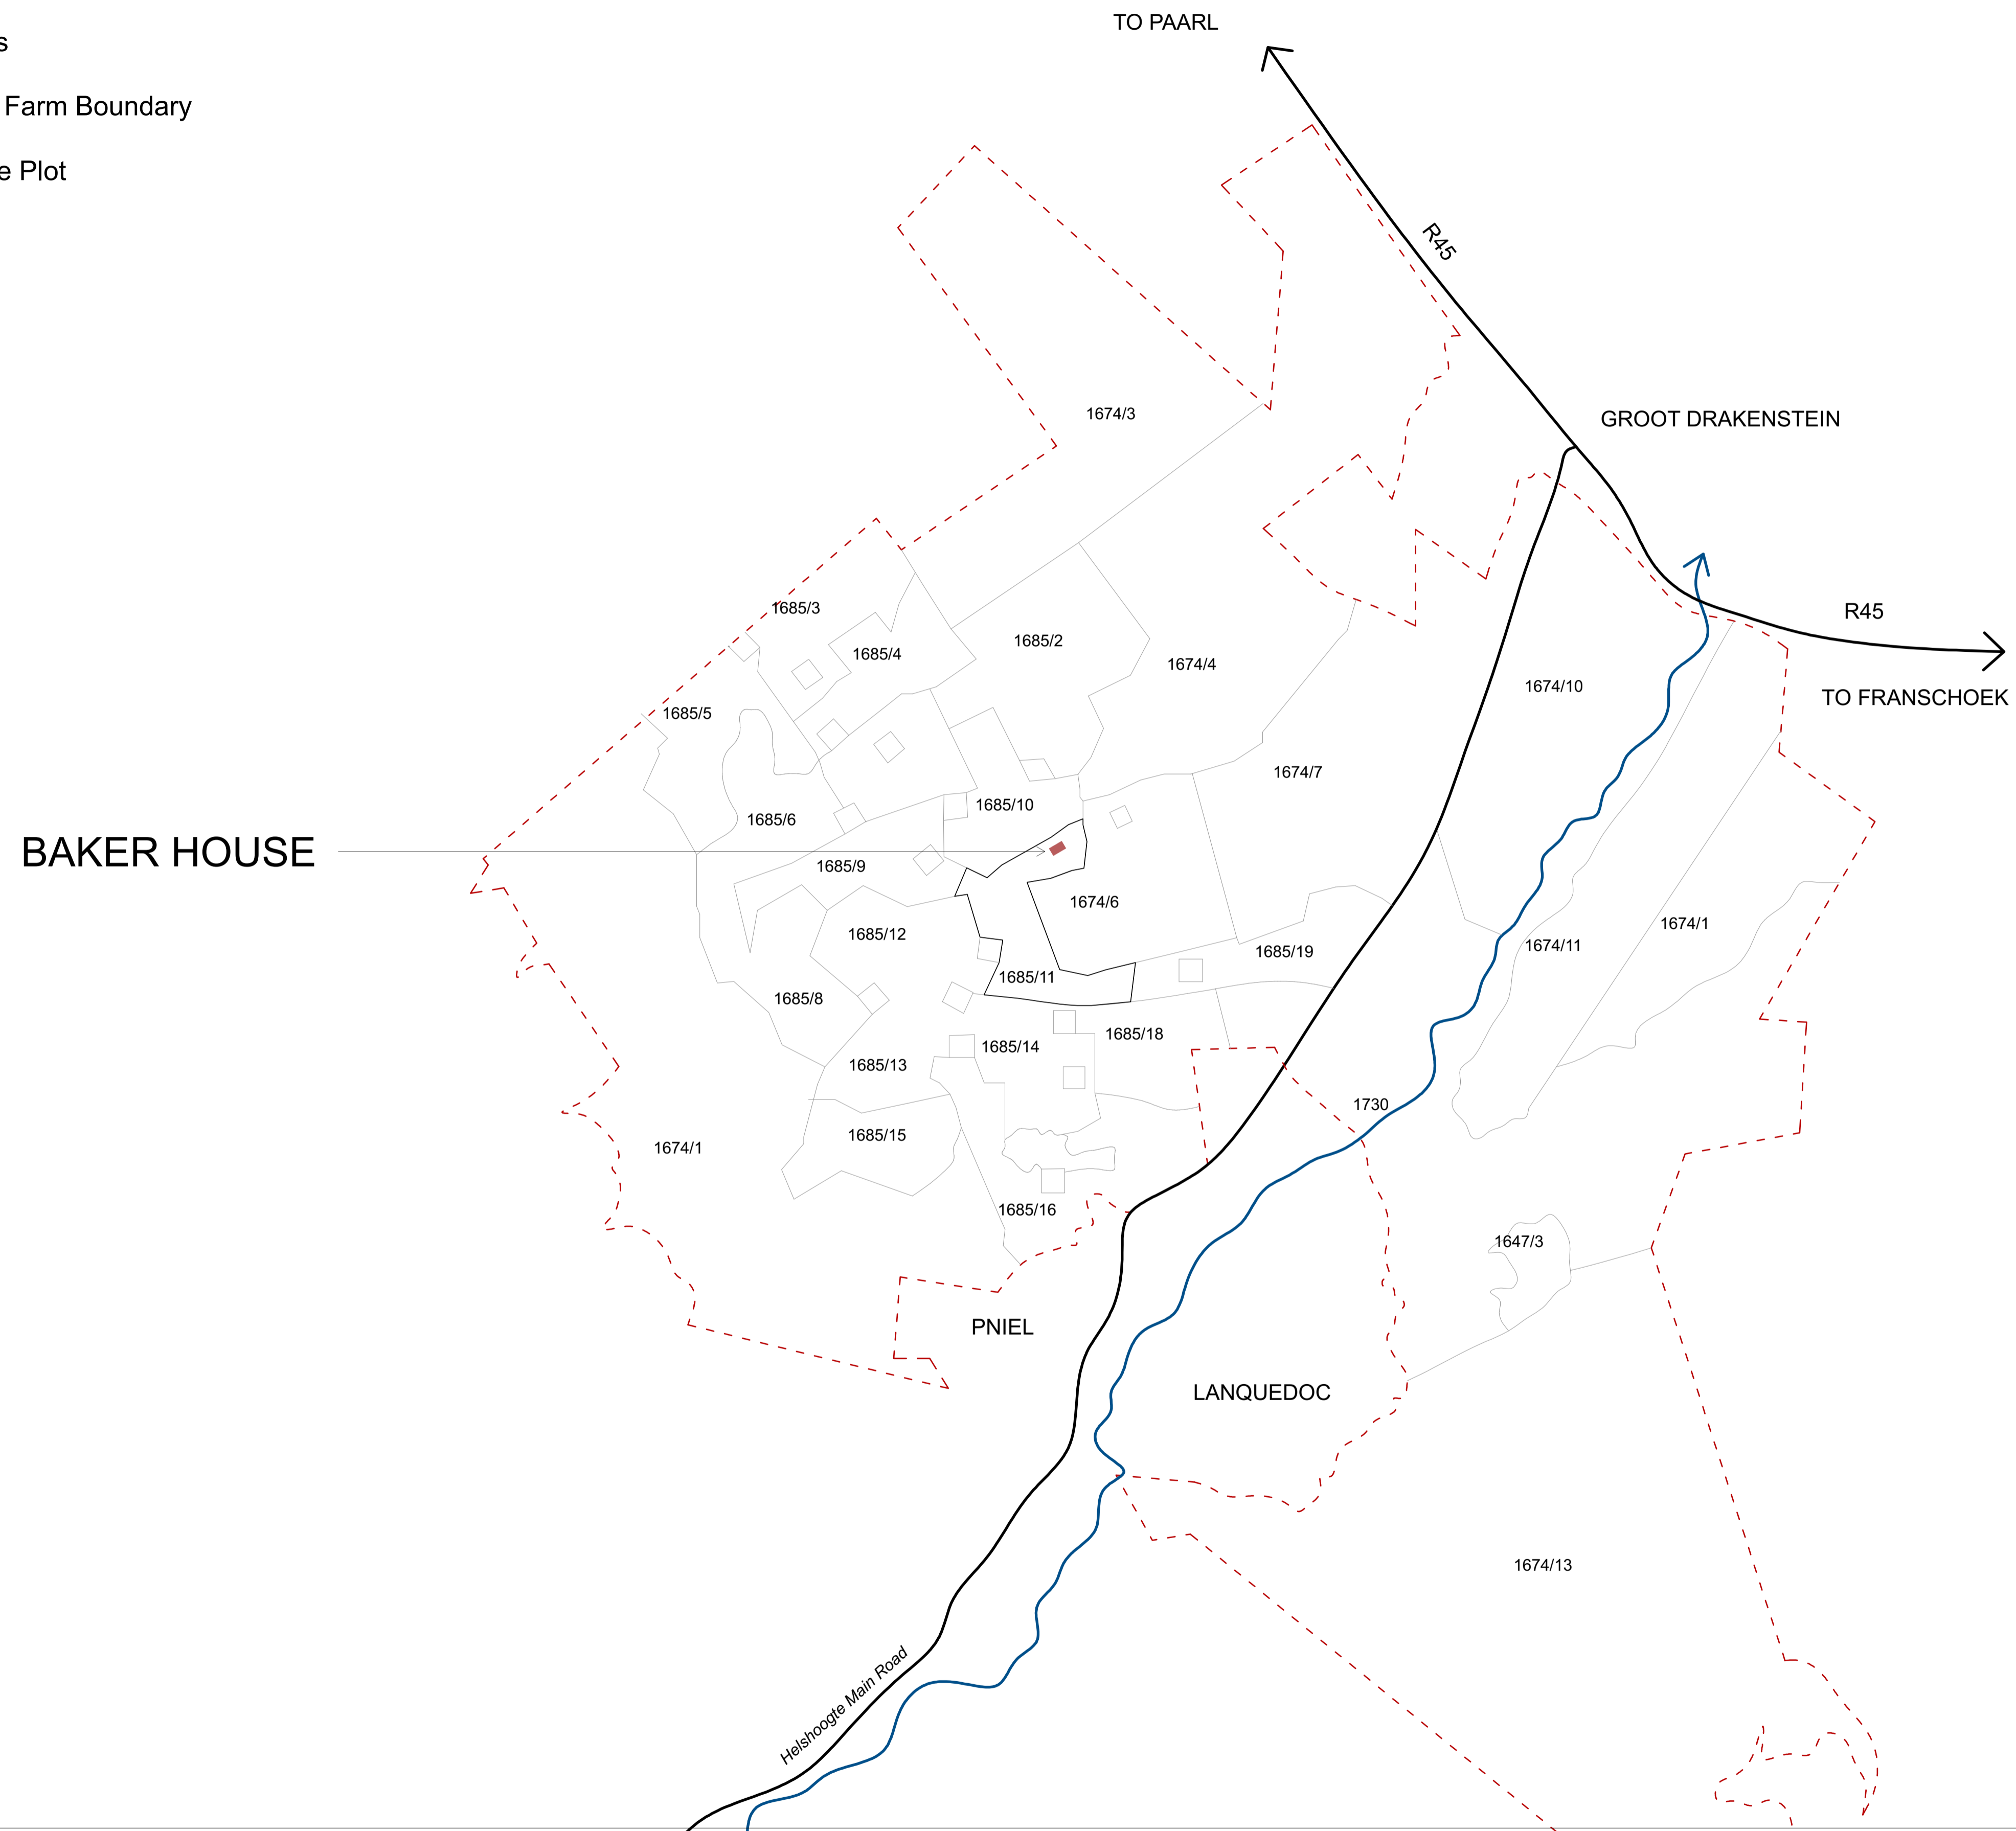 TO PAARL
s
Farm Boundary
e Plot
R45
1674/3
GROOT DRAKENSTEIN
1685/3
R45
1685/2
1685/4
1674/4
1674/10
TO FRANSCHOEK
1685/5
1674/7
1685/10
1685/6
BAKER HOUSE
1685/9
1674/6
1674/1
1685/12
1674/11
1685/19
1685/11
1685/8
1685/18
1685/14
1685/13
1730
1685/15
1674/1
1685/16
1647/3
PNIEL
LANQUEDOC
1674/13
Helshoogte Main Road